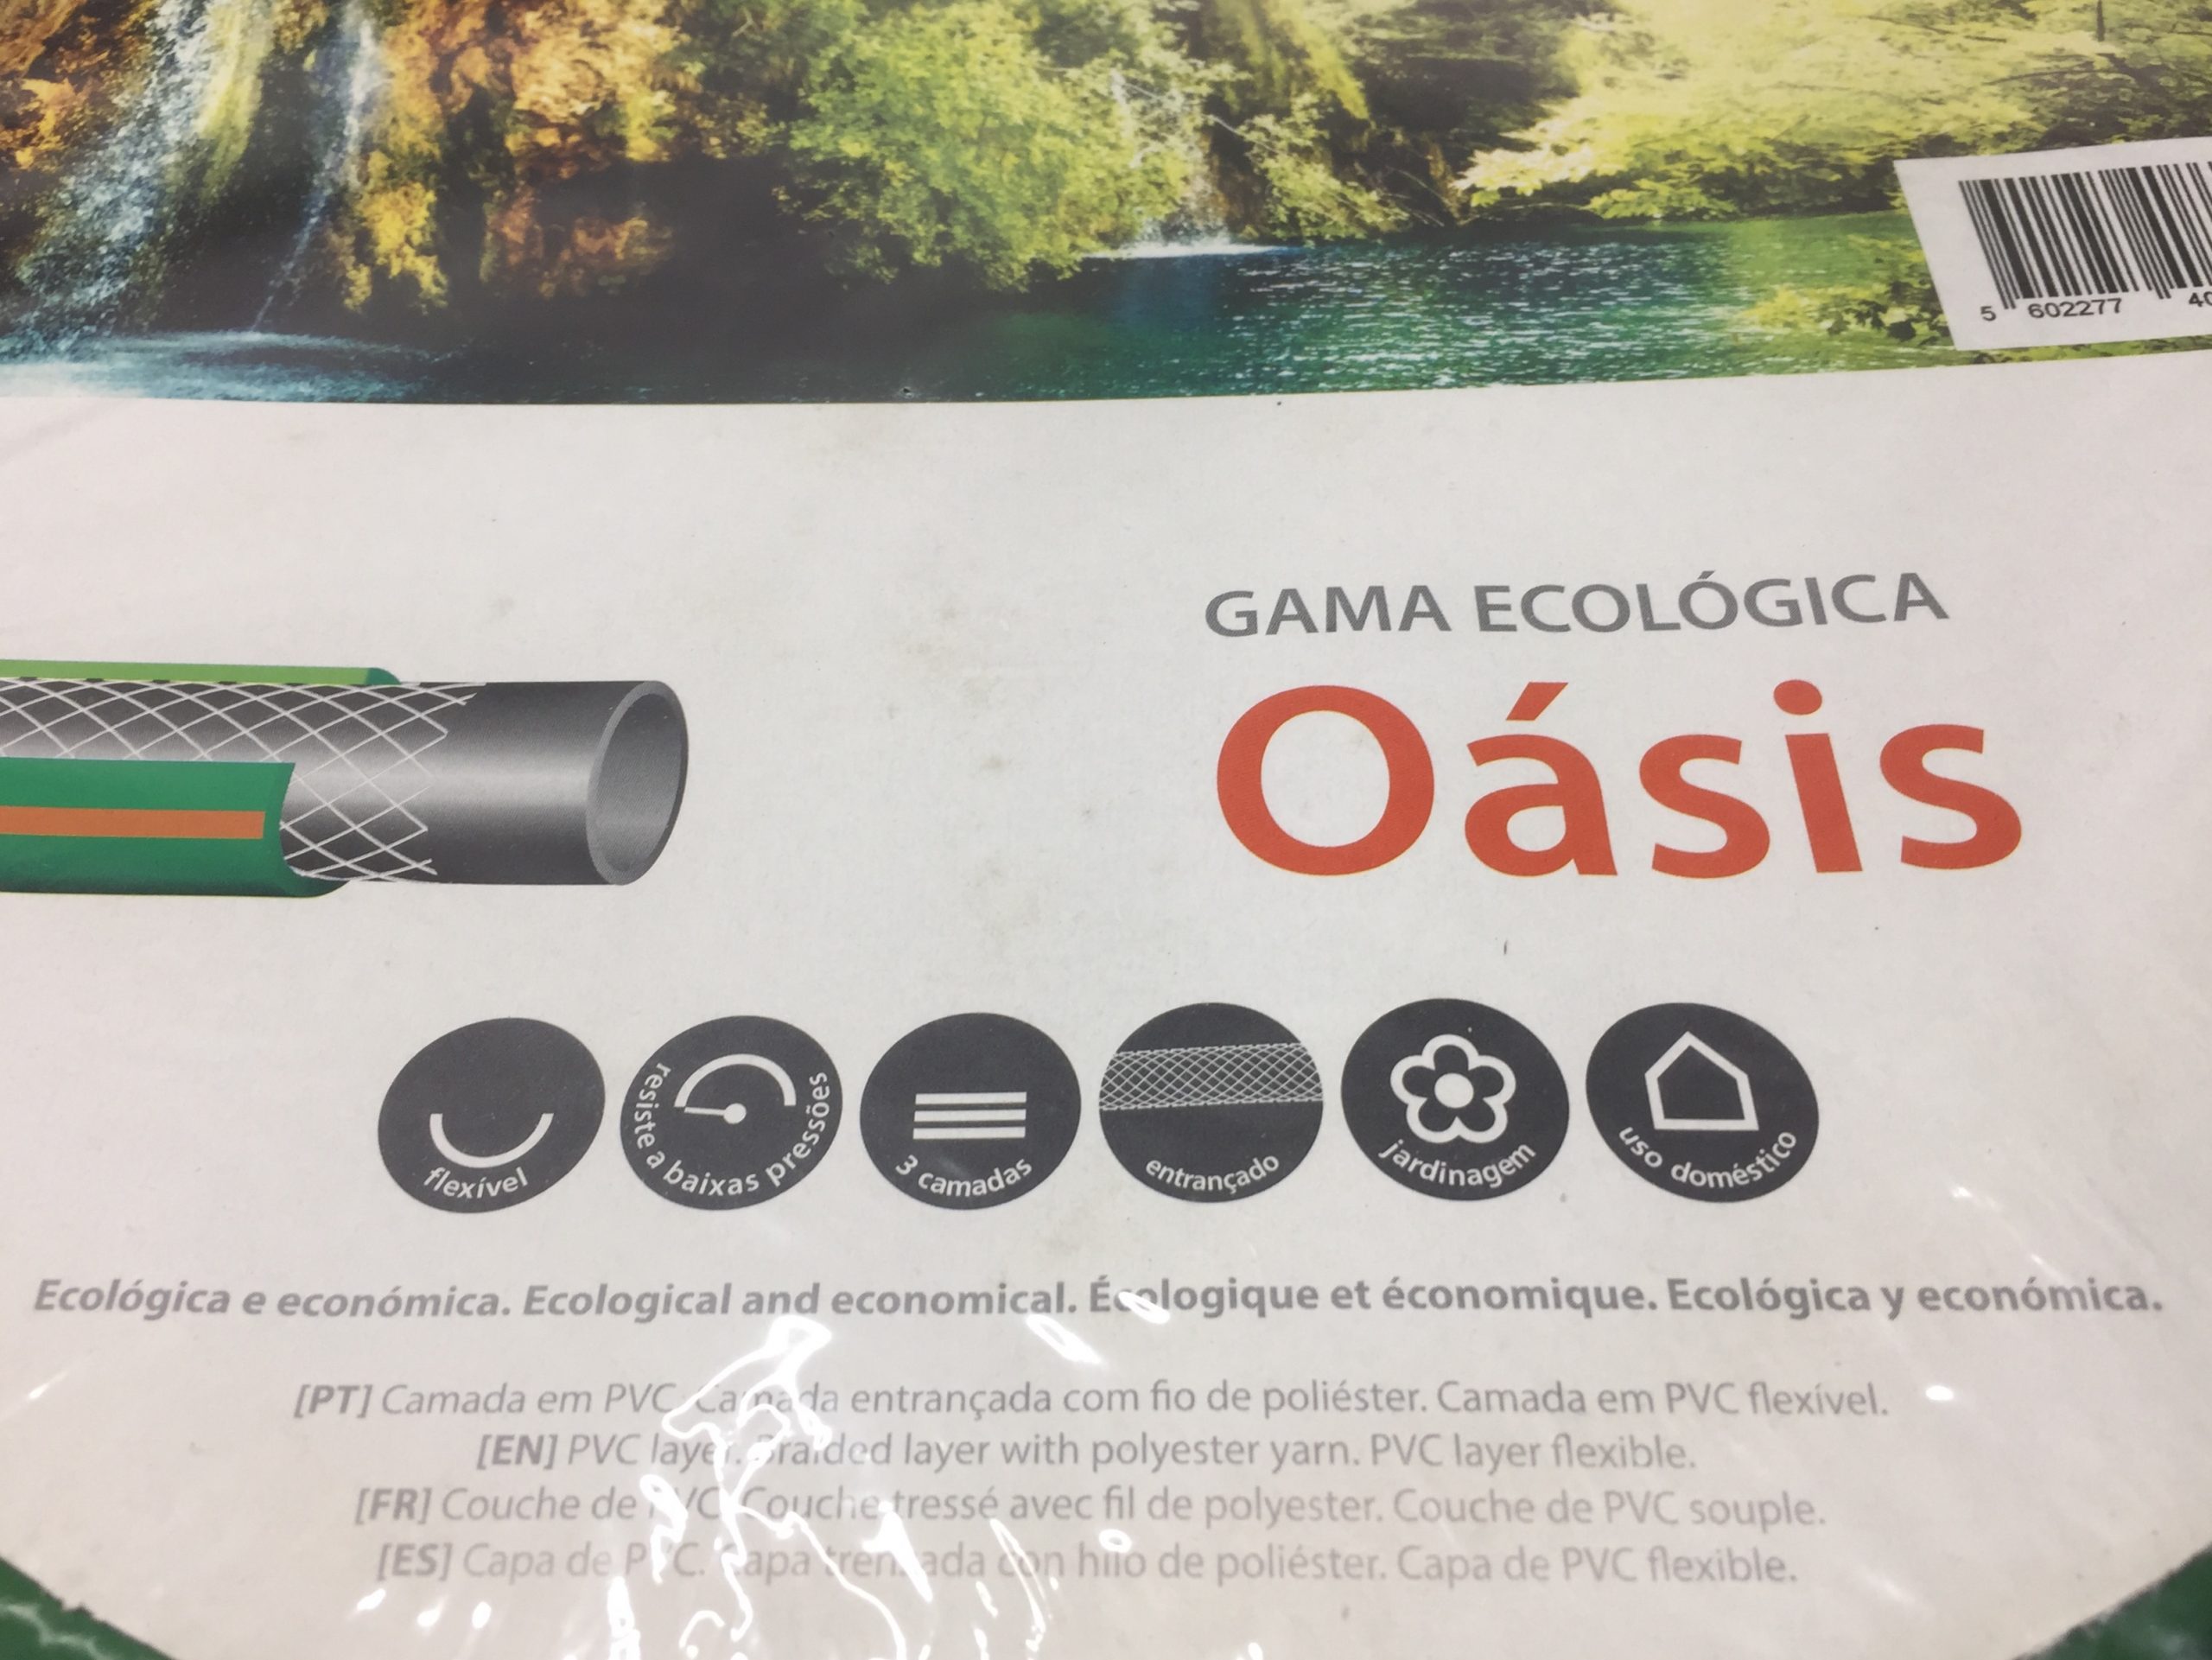 5 602277 40
GAMA ECOLÓGICA
Oásis
flexível
resiste a baixas pressões
3 camadas
entrançado
jardinagem
uso doméstico
Ecológica e económica. Ecological and economical. Écologique et économique. Ecológica y económica.
[PT] Camada em PVC. Camada entrançada com fio de poliéster. Camada em PVC flexível.
[EN] PVC layer. Braided layer with polyester yarn. PVC layer flexible.
[FR] Couche de PVC. Couche tressé avec fil de polyester. Couche de PVC souple.
[ES] Capa de PVC. Capa trenzada con hilo de poliéster. Capa de PVC flexible.